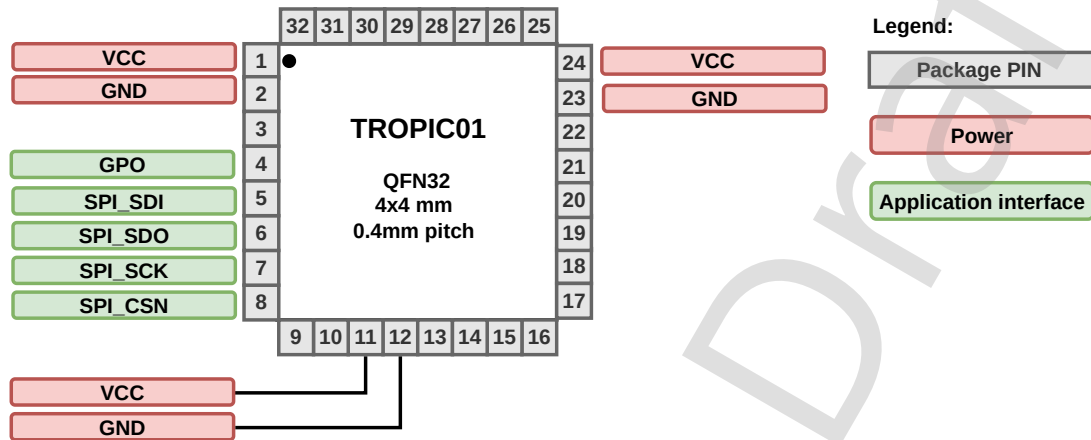 32 31 30 29 28 27 26 25
Legend:
VCC
1
24
VCC
Package PIN
GND
2
23
GND
3
TROPIC01
22
Power
GPO
4
QFN32
21
SPI_SDI
5
4x4 mm
20
Application interface
SPI_SDO
6
0.4mm pitch
19
SPI_SCK
7
18
SPI_CSN
8
17
9 10 11 12 13 14 15 16
VCC
GND